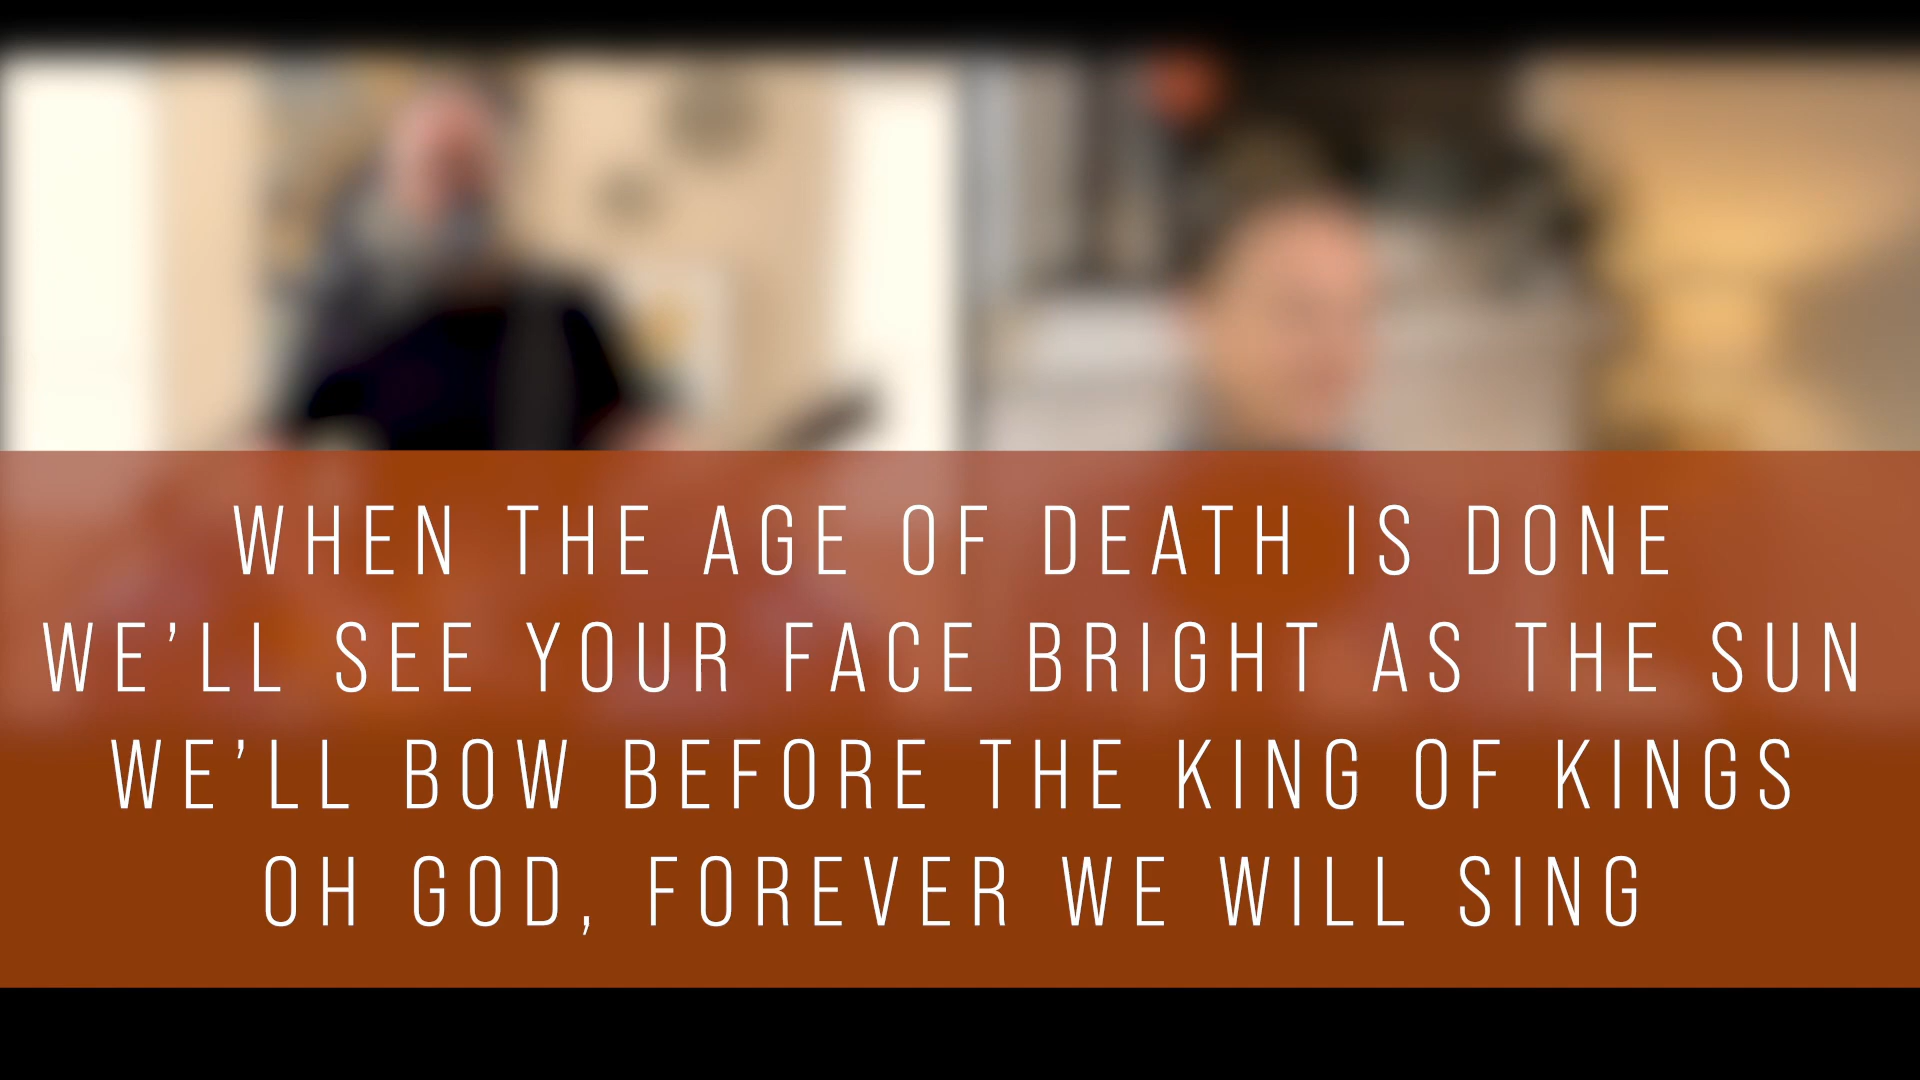 WHEN THE AGE OF DEATH IS DONE
WE'LL SEE YOUR FACE BRIGHT AS THE SUN
WE'LL BOW BEFORE THE KING OF KINGS
OH GOD, FOREVER WE WILL SING